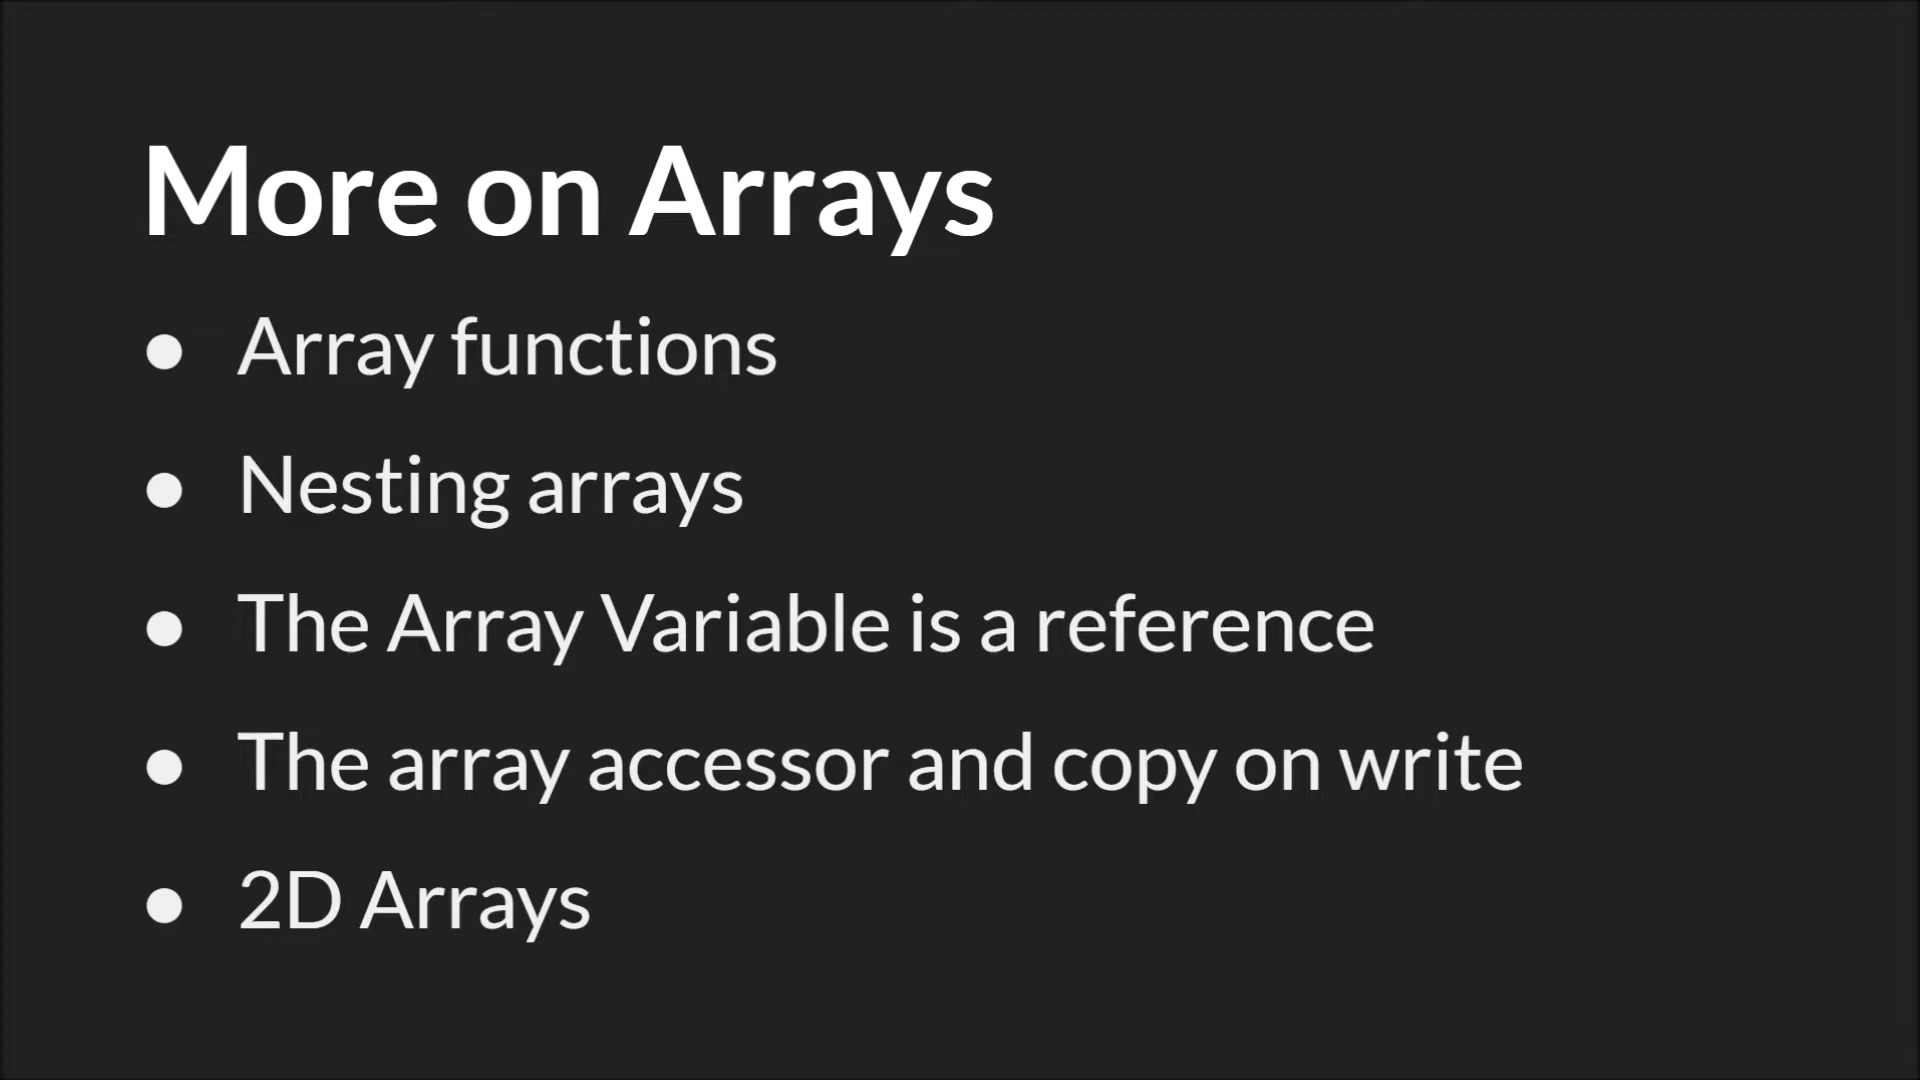 More on Arrays
● Array functions
● Nesting arrays
● The Array Variable is a reference
● The array accessor and copy on write
● 2D Arrays